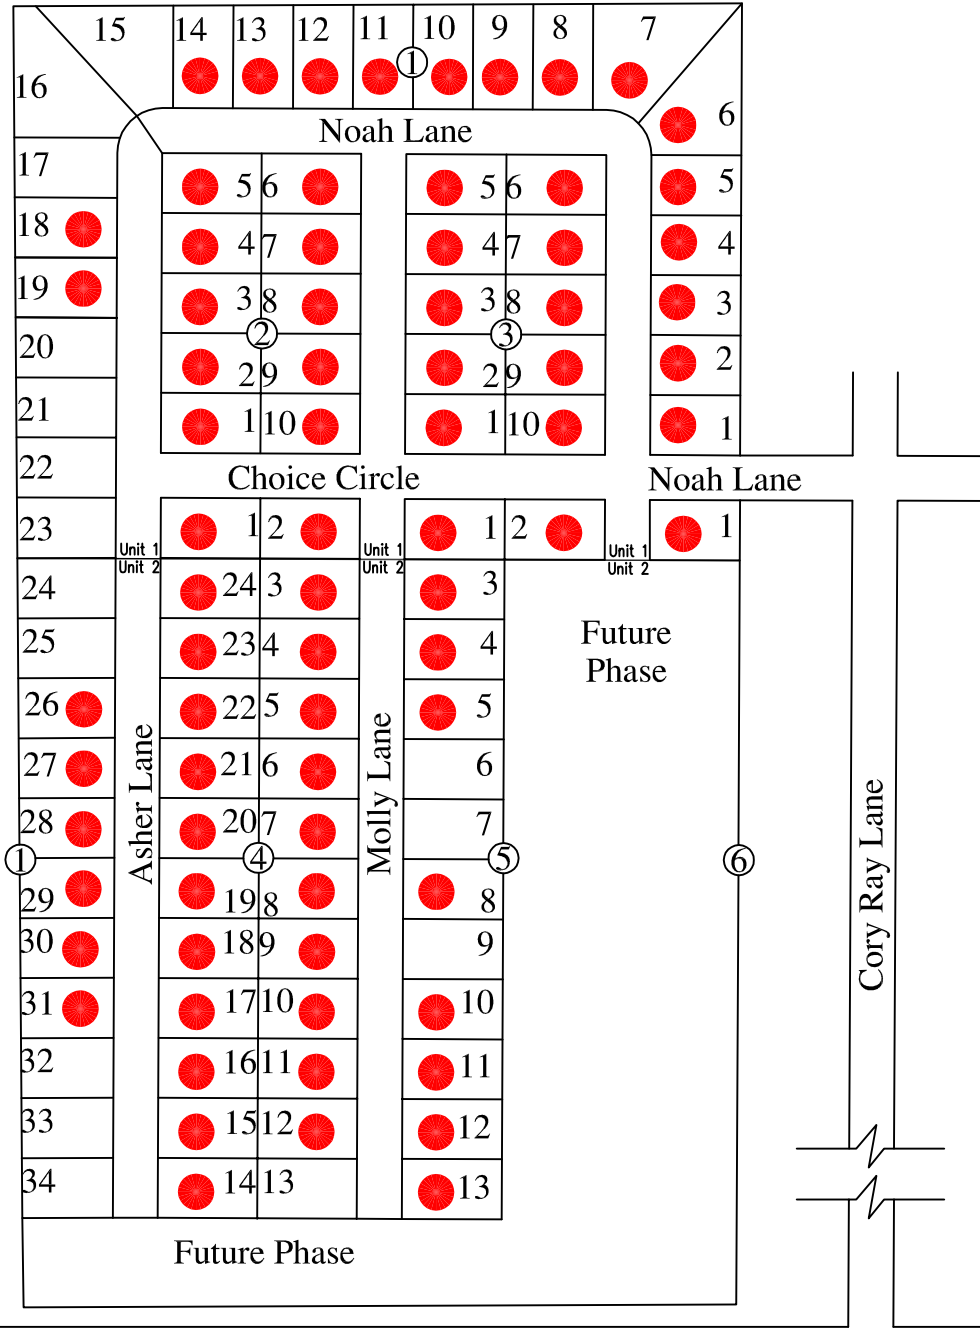 15 14 13 12 11 10 9 8 7
1
16
6
Noah Lane
17 5 6 5 6 5
18 4 7 4 7 4
19 3 8 3 8 3
2 3
20 2 9 2 9 2
21 1 10 1 10 1
22
Choice Circle Noah Lane
23 1 2 1 2 1
Unit 1 Unit 1 Unit 1
Unit 2 Unit 2 Unit 2
24 24 3 3
25 23 4 4
Future
Phase
26 22 5 5
27 21 6 6
28 20 7 7
Asher Lane
Molly Lane
Cory Ray Lane
1 4 5 6
29 19 8 8
30 18 9 9
31 17 10 10
32 16 11 11
33 15 12 12
34 14 13 13
Future Phase